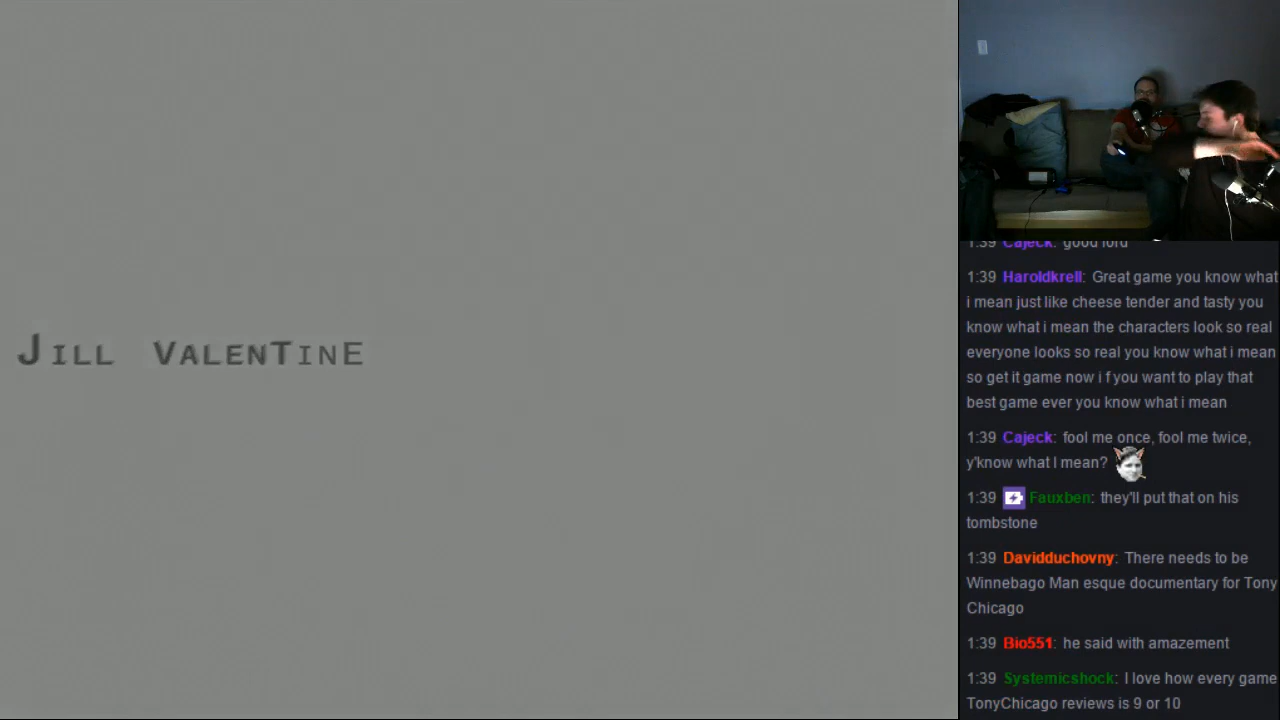 Jill Valentine
1:39 Cajeck: good lord
1:39 Haroldkrell: Great game you know what
i mean just like cheese tender and tasty you
know what i mean the characters look so real
everyone looks so real you know what i mean
so get it game now i f you want to play that
best game ever you know what i mean
1:39 Cajeck: fool me once, fool me twice,
y'know what I mean?
1:39 Fauxben: they'll put that on his
tombstone
1:39 Davidduchovny: There needs to be
Winnebago Man esque documentary for Tony
Chicago
1:39 Bio551: he said with amazement
1:39 Systemicshock: I love how every game
TonyChicago reviews is 9 or 10